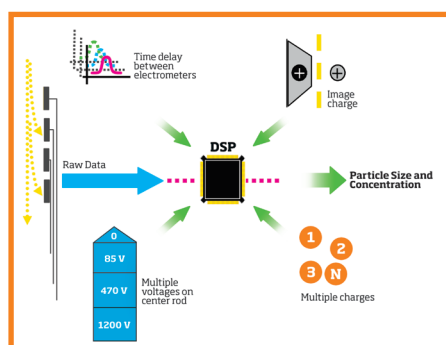 Time delay
between
electrometers
Image
charge
DSP
Raw Data
Particle Size and
Concentration
0
85 V
470 V
1200 V
Multiple
voltages on
center rod
1
2
3
N
Multiple charges